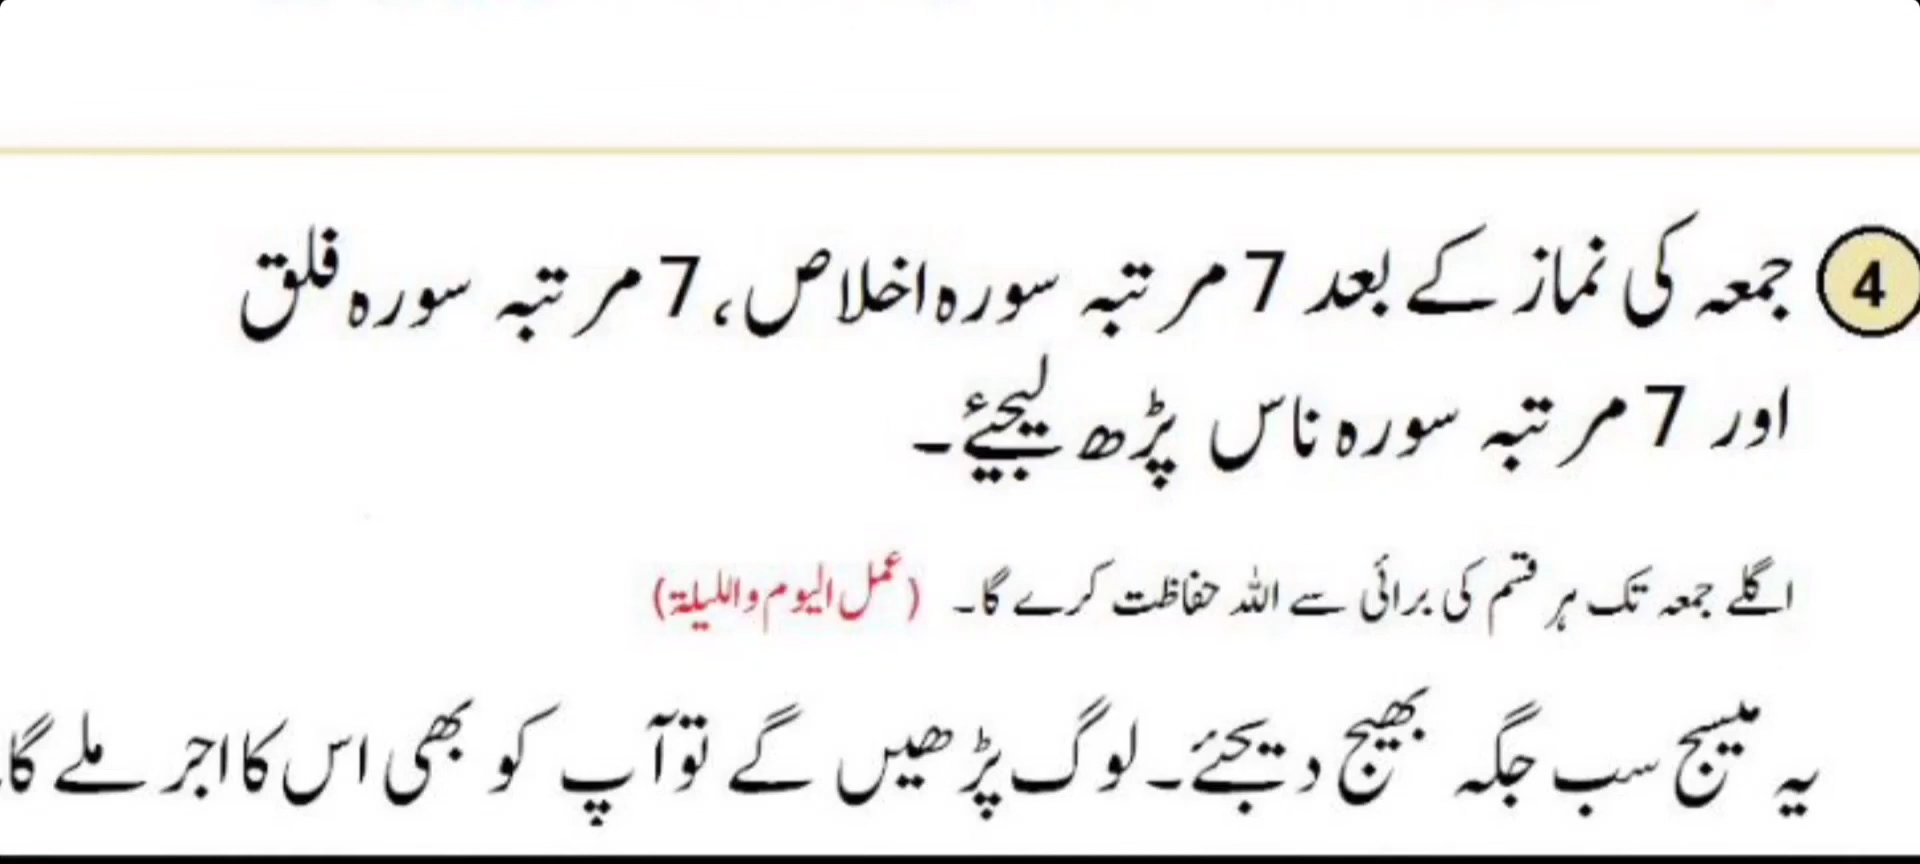 4 جمعہ کی نماز کے بعد 7 مرتبہ سورہ اخلاص، 7 مرتبہ سورہ فلق
اور 7 مرتبہ سورہ ناس پڑھ لیجیئے۔
اگلے جمعہ تک ہر قسم کی برائی سے اللہ حفاظت کرے گا۔ (عمل الیوم واللیلۃ)
یہ میسیج سب جگہ بھیج دیجئے۔ لوگ پڑھیں گے تو آپ کو بھی اس کا اجر ملے گا۔